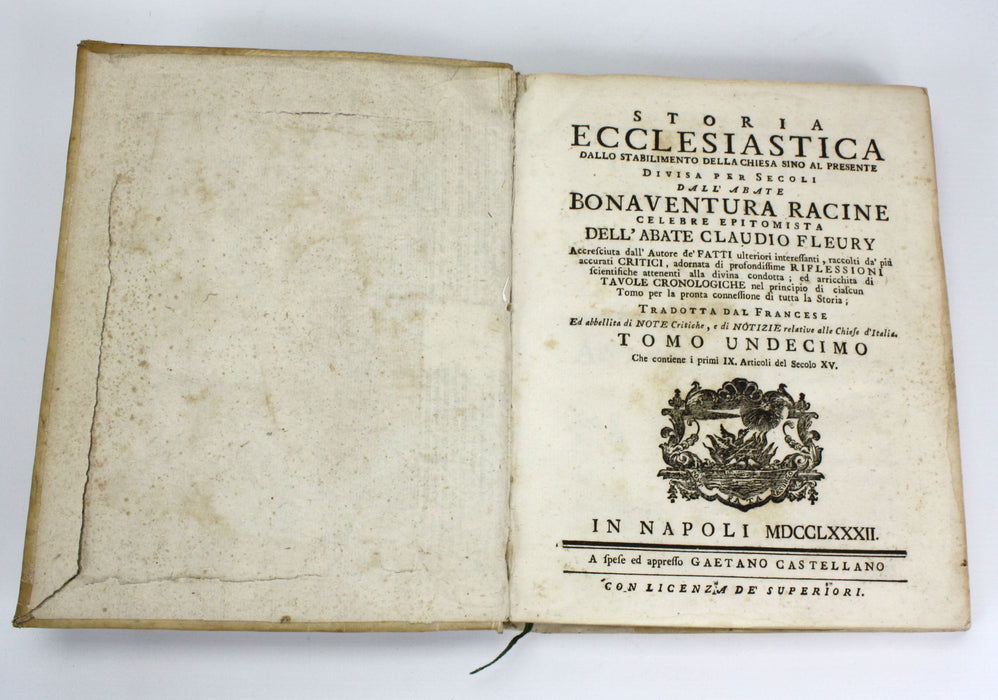 STORIA
ECCLESIASTICA
DALLO STABILIMENTO DELLA CHIESA SINO AL PRESENTE
DIVISA PER SECOLI
DALL' ABATE
BONAVENTURA RACINE
CELEBRE EPITOMISTA
DELL' ABATE CLAUDIO FLEURY
Accreſciuta dall' Autore de' FATTI ulteriori intereſſanti, raccolti da' più
accurati CRITICI, adornata di profondiſſime RIFLESSIONI
ſcientifiche attenenti alla divina condotta; ed arricchita di
TAVOLE CRONOLOGICHE nel principio di ciaſcun
Tomo per la pronta conneſſione di tutta la Storia;
TRADOTTA DAL FRANCESE
Ed abbellita di NOTE Critiche, e di NOTIZIE relative alle Chieſe d'Italia.
TOMO UNDECIMO
Che contiene i primi IX. Articoli del Secolo XV.
IN NAPOLI MDCCLXXXII.
A ſpeſe ed appreſſo GAETANO CASTELLANO
CON LICENZA DE' SUPERIORI.